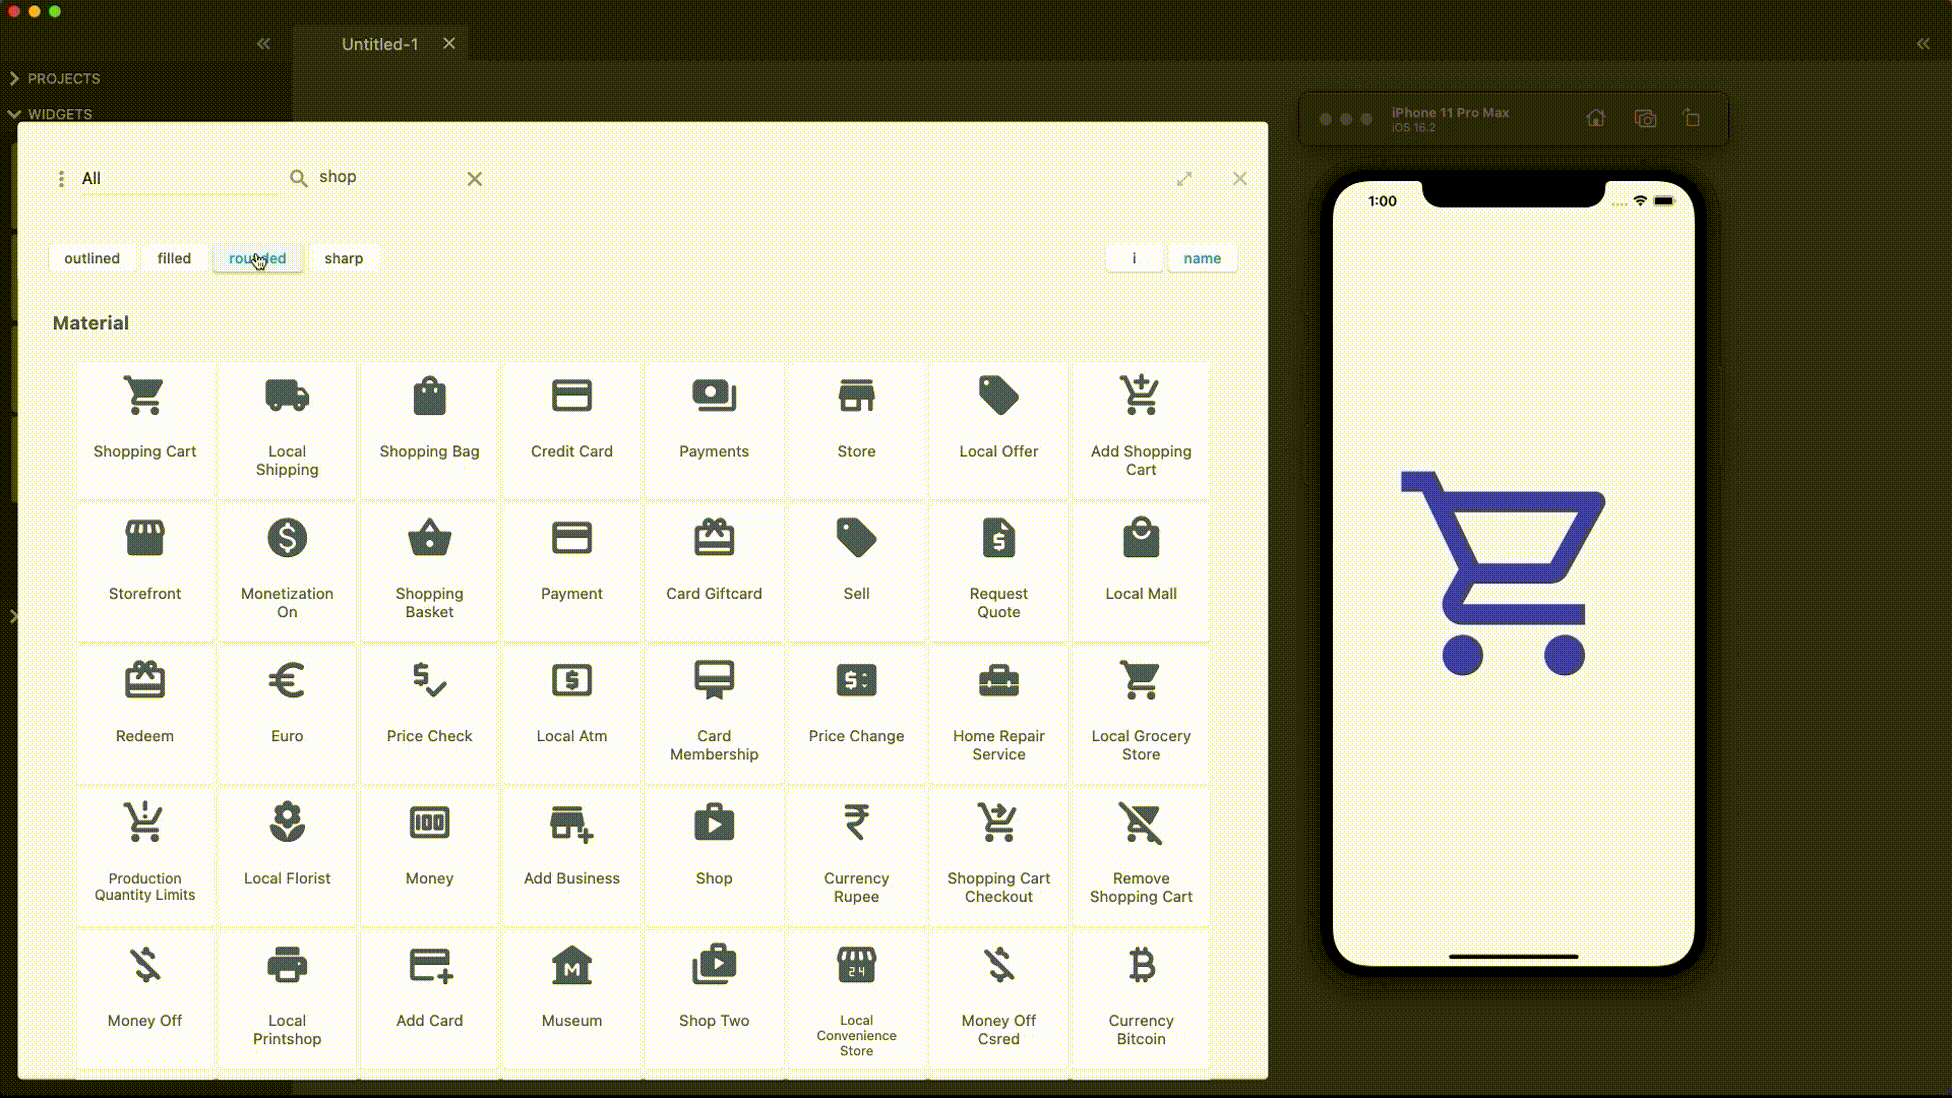 Untitled-1
PROJECTS
WIDGETS
All
shop
outlined
filled
rounded
sharp
i
name
Material
Shopping Cart
Local
Shipping
Shopping Bag
Credit Card
Payments
Store
Local Offer
Add Shopping
Cart
Storefront
Monetization
On
Shopping
Basket
Payment
Card Giftcard
Sell
Request
Quote
Local Mall
Redeem
Euro
Price Check
Local Atm
Card
Membership
Price Change
Home Repair
Service
Local Grocery
Store
Production
Quantity Limits
Local Florist
100
Money
Add Business
Shop
Currency
Rupee
Shopping Cart
Checkout
Remove
Shopping Cart
Money Off
Local
Printshop
Add Card
M
Museum
Shop Two
24
Local
Convenience
Store
Money Off
Csred
Currency
Bitcoin
iPhone 11 Pro Max
iOS 16.2
1:00